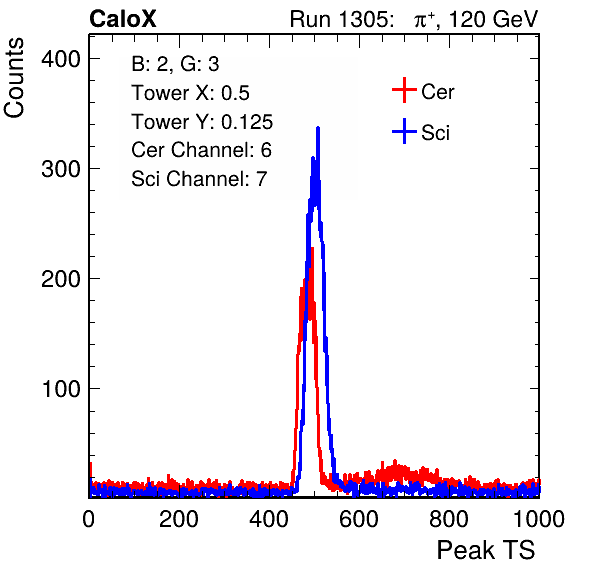 CaloX Run 1305: π⁺, 120 GeV
Counts
400
300
200
100
B: 2, G: 3
Tower X: 0.5
Tower Y: 0.125
Cer Channel: 6
Sci Channel: 7
Cer
Sci
0 200 400 600 800 1000
Peak TS